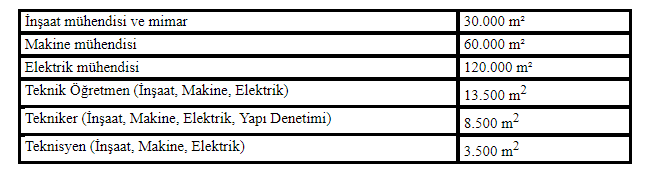 İnşaat mühendisi ve mimar 30.000 m²
Makine mühendisi 60.000 m²
Elektrik mühendisi 120.000 m²
Teknik Öğretmen (İnşaat, Makine, Elektrik) 13.500 m²
Tekniker (İnşaat, Makine, Elektrik, Yapı Denetimi) 8.500 m²
Teknisyen (İnşaat, Makine, Elektrik) 3.500 m²